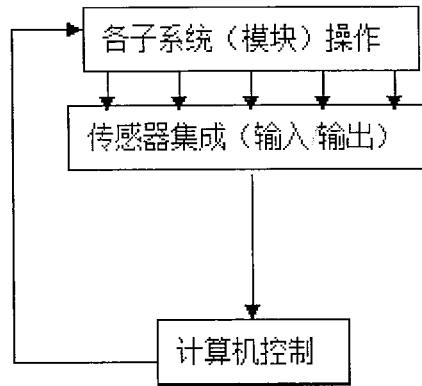 各子系统（模块）操作
传感器集成（输入/输出）
计算机控制